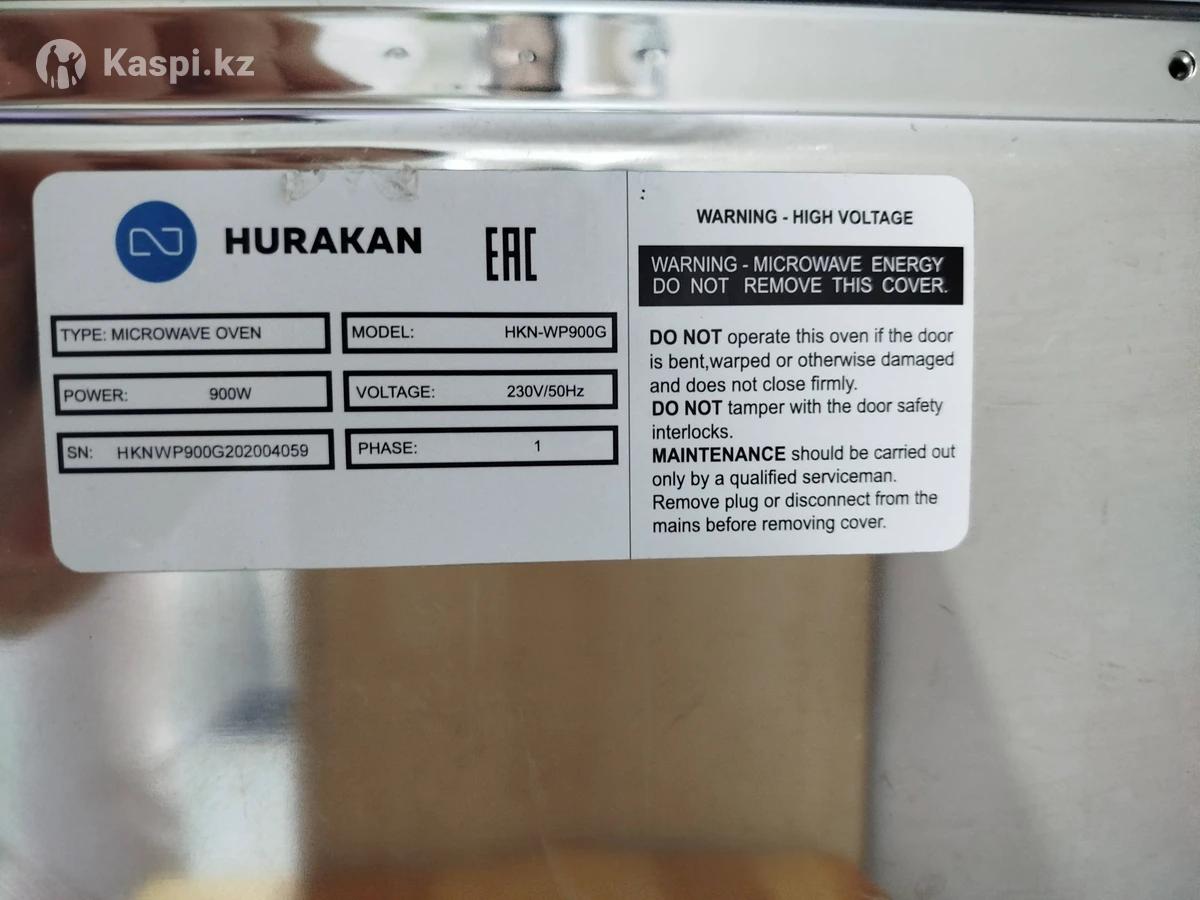 Kaspi.kz
HURAKAN
EAC
TYPE: MICROWAVE OVEN
MODEL: HKN-WP900G
POWER: 900W
VOLTAGE: 230V/50Hz
SN: HKNWP900G202004059
PHASE: 1
:
WARNING - HIGH VOLTAGE
WARNING - MICROWAVE ENERGY
DO NOT REMOVE THIS COVER.
DO NOT operate this oven if the door
is bent,warped or otherwise damaged
and does not close firmly.
DO NOT tamper with the door safety
interlocks.
MAINTENANCE should be carried out
only by a qualified serviceman.
Remove plug or disconnect from the
mains before removing cover.